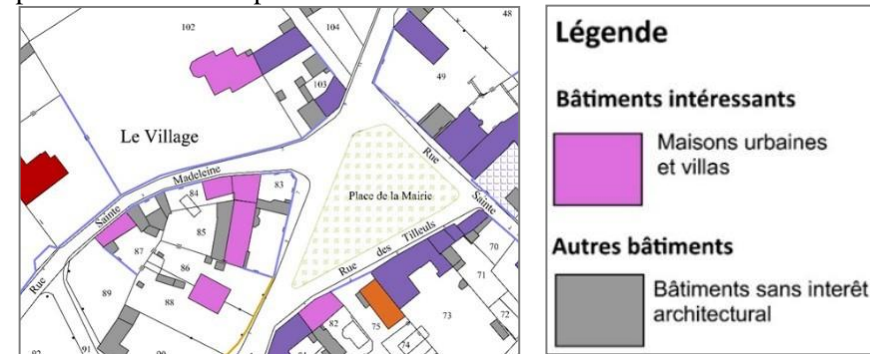 102
104
48
49
103
Le Village
Rue
Madeleine
Sainte
83
84
Place de la Mairie
Sainte
85
87
86
Rue des Tilleuls
70
71
Rue
89
88
82
75
73
72
74
91
Légende
Bâtiments intéressants
Maisons urbaines
et villas
Autres bâtiments
Bâtiments sans interêt
architectural